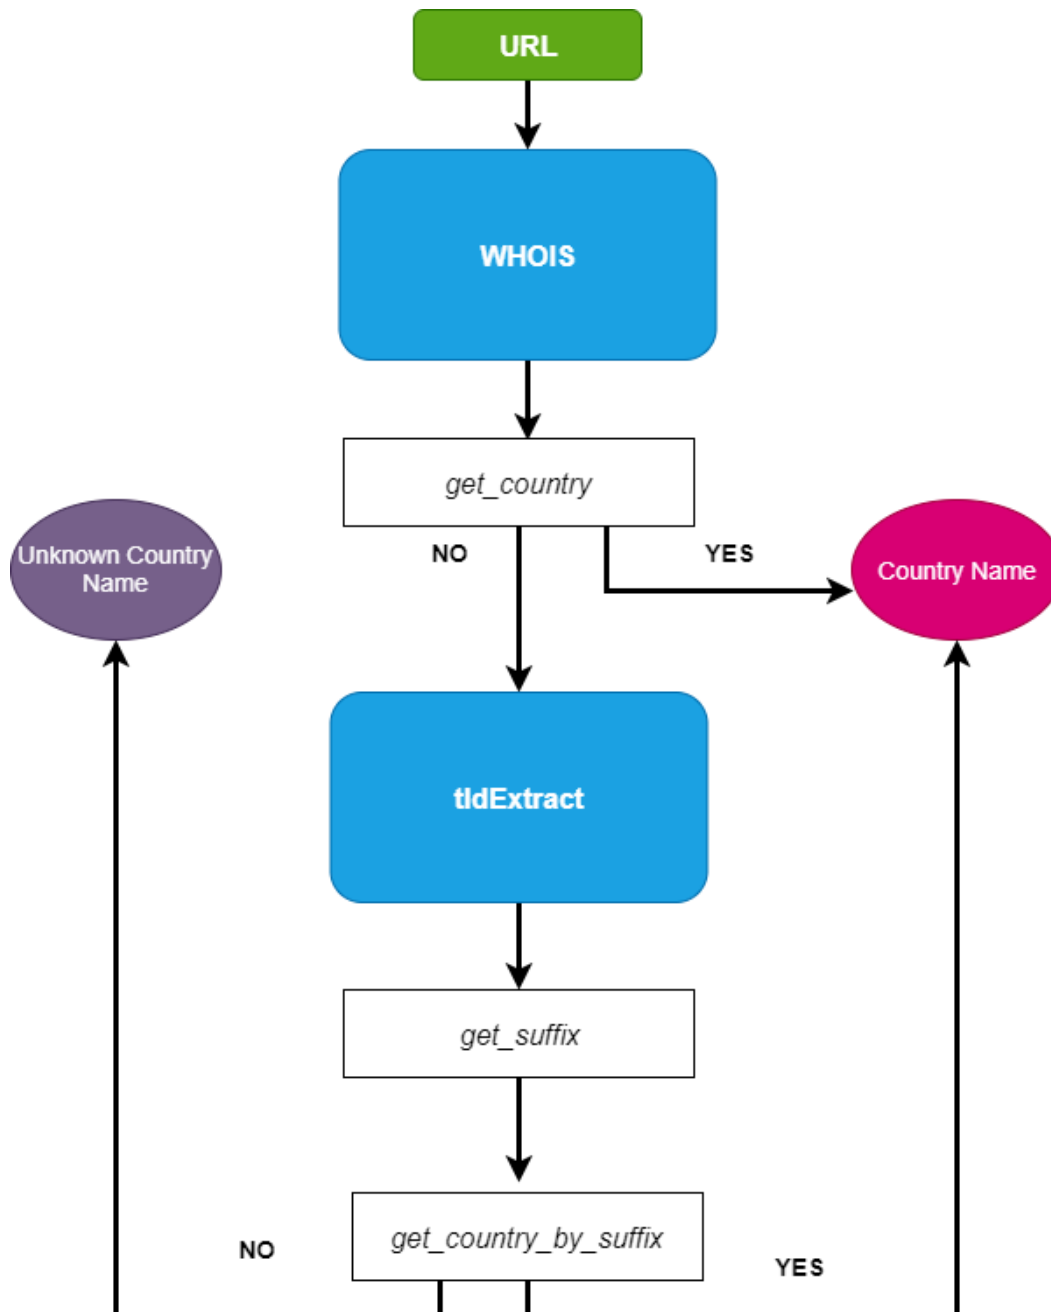 URL
WHOIS
get_country
NO
YES
Unknown Country
Name
Country Name
tldExtract
get_suffix
get_country_by_suffix
NO
YES